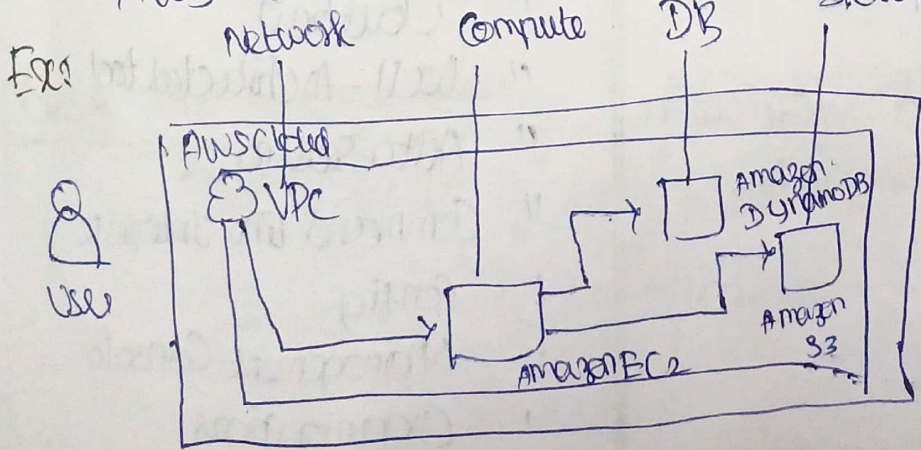 Network Compute DB
Ex:
AWS Cloud
VPC
Amazon
DynamoDB
User
Amazon EC2
Amazon
S3